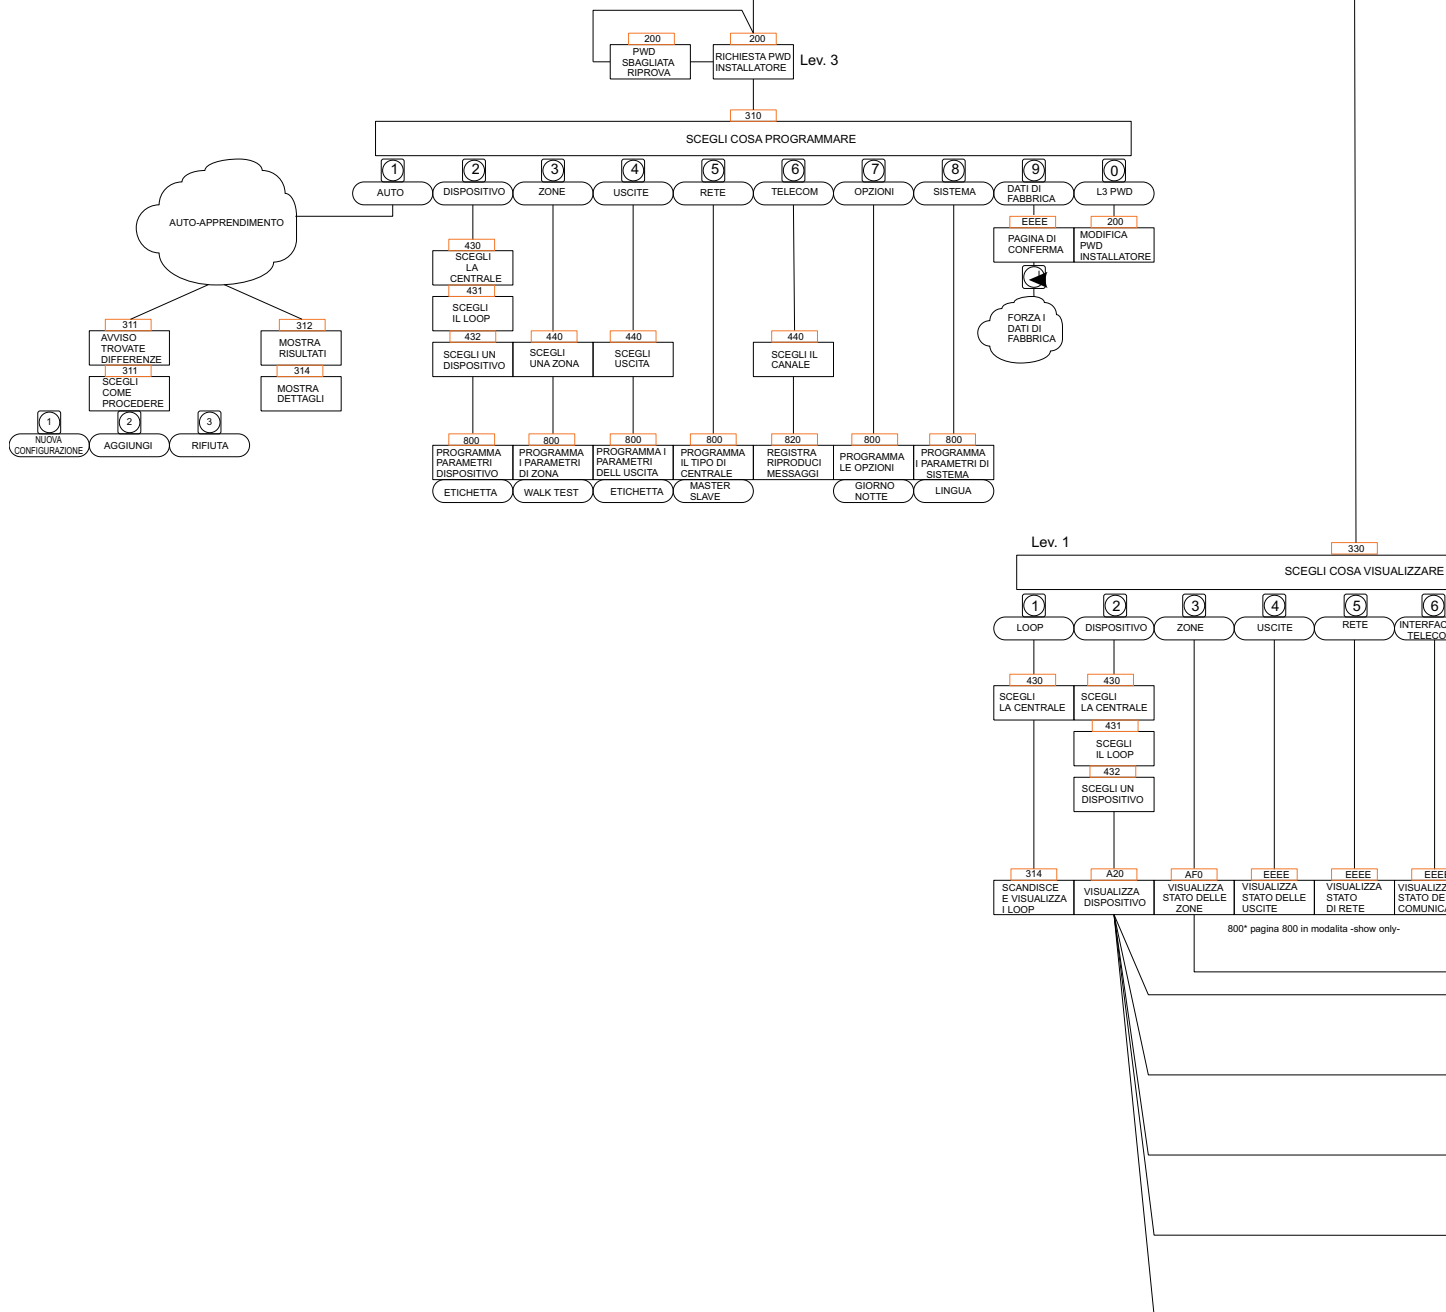 200
PWD
SBAGLIATA
RIPROVA
200
RICHIESTA PWD
INSTALLATORE
Lev. 3
310
SCEGLI COSA PROGRAMMARE
1
2
3
4
5
6
7
8
9
0
AUTO
DISPOSITIVO
ZONE
USCITE
RETE
TELECOM
OPZIONI
SISTEMA
DATI DI
FABBRICA
L3 PWD
AUTO-APPRENDIMENTO
430
SCEGLI
LA
CENTRALE
431
SCEGLI
IL LOOP
432
SCEGLI UN
DISPOSITIVO
440
SCEGLI
UNA ZONA
440
SCEGLI
USCITA
440
SCEGLI IL
CANALE
EEEE
PAGINA DI
CONFERMA
200
MODIFICA
PWD
INSTALLATORE
FORZA I
DATI DI
FABBRICA
311
AVVISO
TROVATE
DIFFERENZE
311
SCEGLI
COME
PROCEDERE
312
MOSTRA
RISULTATI
314
MOSTRA
DETTAGLI
1
2
3
NUOVA
CONFIGURAZIONE
AGGIUNGI
RIFIUTA
800
PROGRAMMA
PARAMETRI
DISPOSITIVO
ETICHETTA
800
PROGRAMMA
I PARAMETRI
DI ZONA
WALK TEST
800
PROGRAMMA I
PARAMETRI
DELL USCITA
ETICHETTA
800
PROGRAMMA
IL TIPO DI
CENTRALE
MASTER
SLAVE
820
REGISTRA
RIPRODUCI
MESSAGGI
800
PROGRAMMA
LE OPZIONI
GIORNO
NOTTE
800
PROGRAMMA
I PARAMETRI DI
SISTEMA
LINGUA
Lev. 1
330
SCEGLI COSA VISUALIZZARE
1
2
3
4
5
6
LOOP
DISPOSITIVO
ZONE
USCITE
RETE
INTERFAC
TELECO
430
SCEGLI
LA CENTRALE
430
SCEGLI
LA CENTRALE
431
SCEGLI
IL LOOP
432
SCEGLI UN
DISPOSITIVO
314
SCANDISCE
E VISUALIZZA
I LOOP
A20
VISUALIZZA
DISPOSITIVO
AF0
VISUALIZZA
STATO DELLE
ZONE
EEEE
VISUALIZZA
STATO DELLE
USCITE
EEEE
VISUALIZZA
STATO
DI RETE
EEEE
VISUALIZZ
STATO DE
COMUNICA
800* pagina 800 in modalita -show only-